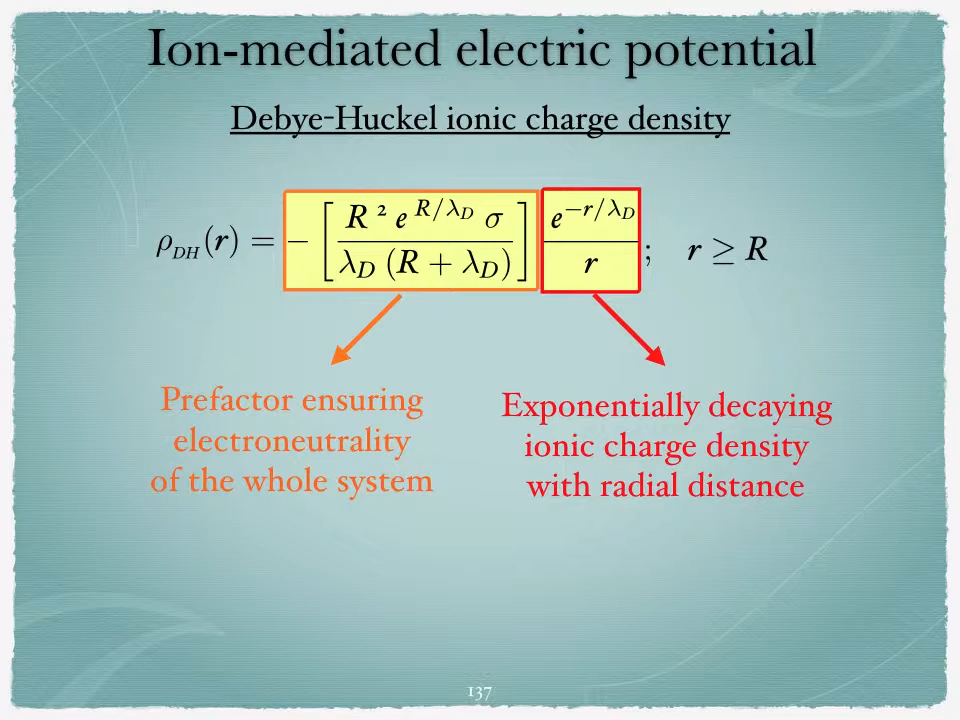 Ion-mediated electric potential
Debye-Huckel ionic charge density
ρ_DH(r) = −[R² e^{R/λ_D} σ / λ_D (R + λ_D)] e^{−r/λ_D} / r ; r ≥ R
Prefactor ensuring
electroneutrality
of the whole system
Exponentially decaying
ionic charge density
with radial distance
137